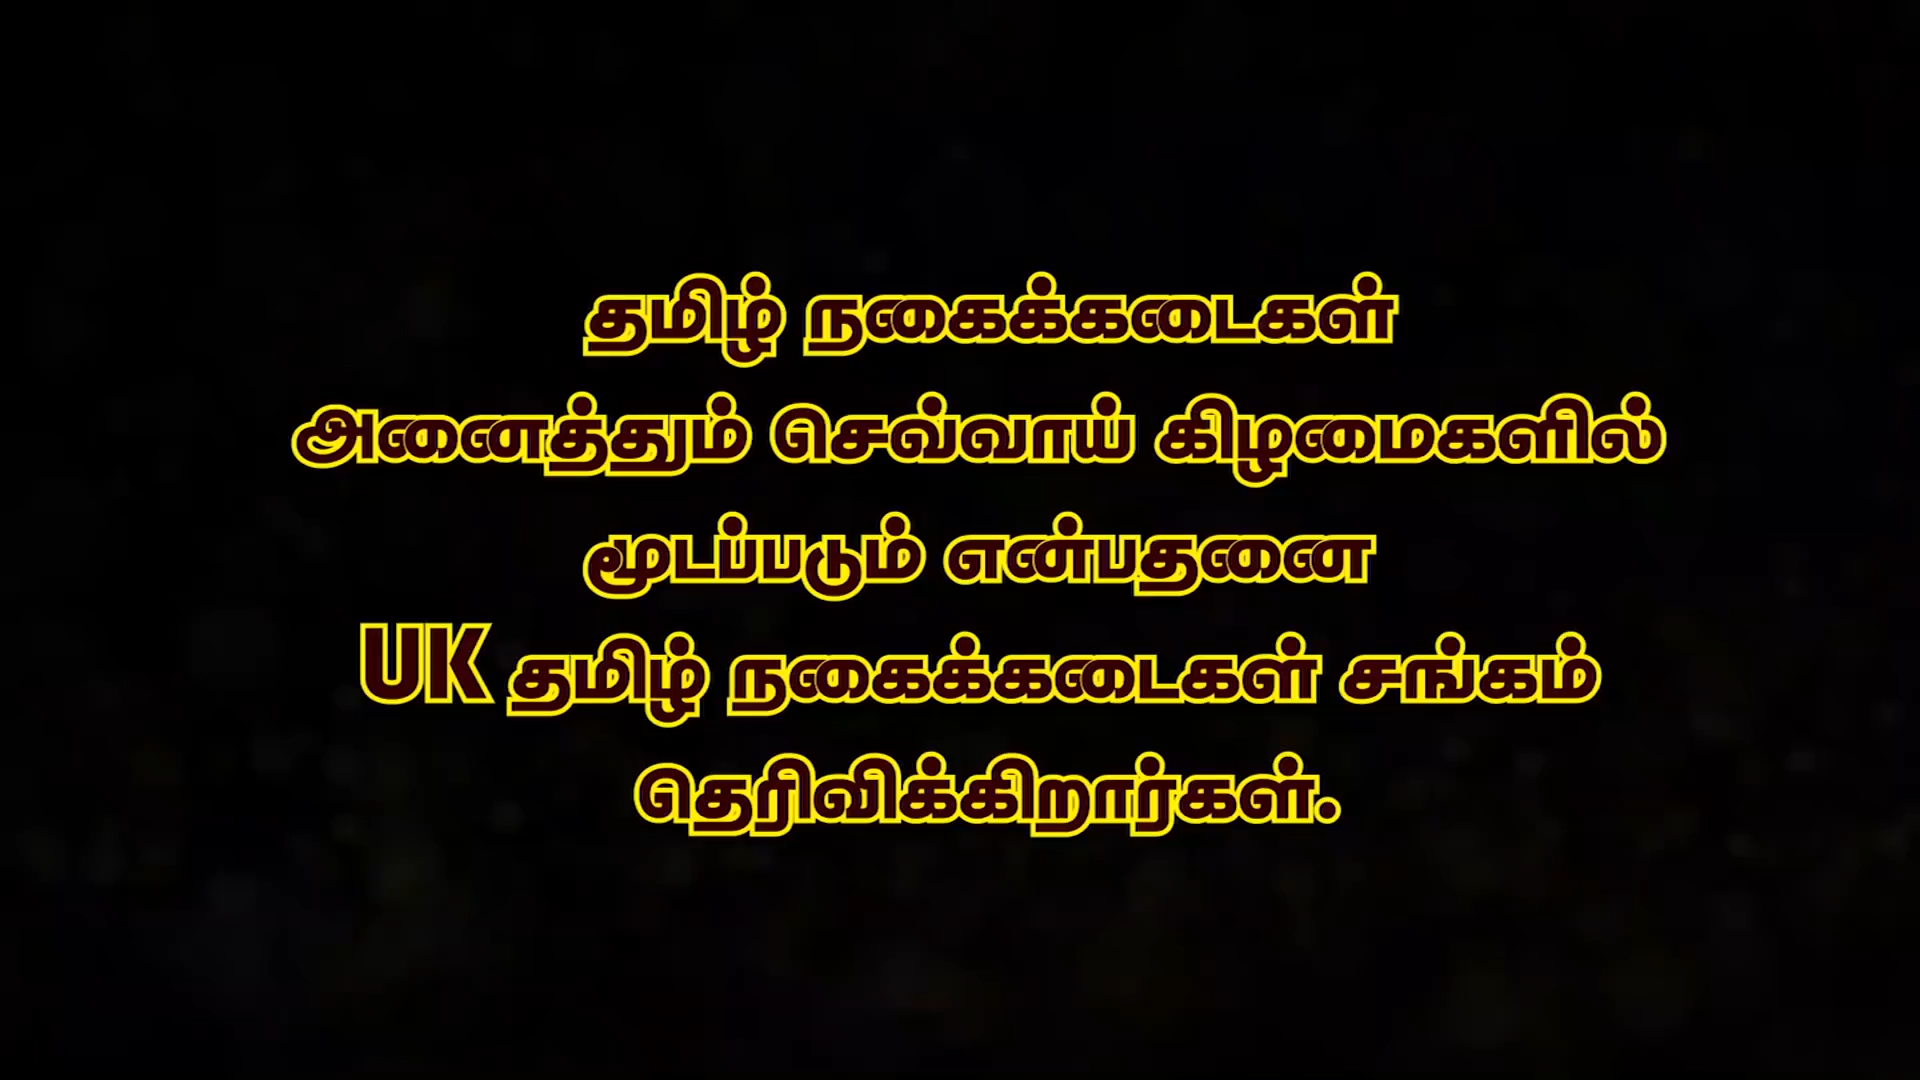 தமிழ் நகைக்கடைகள்
அனைத்தும் செவ்வாய் கிழமைகளில்
மூடப்படும் என்பதனை
UK தமிழ் நகைக்கடைகள் சங்கம்
தெரிவிக்கிறார்கள்.